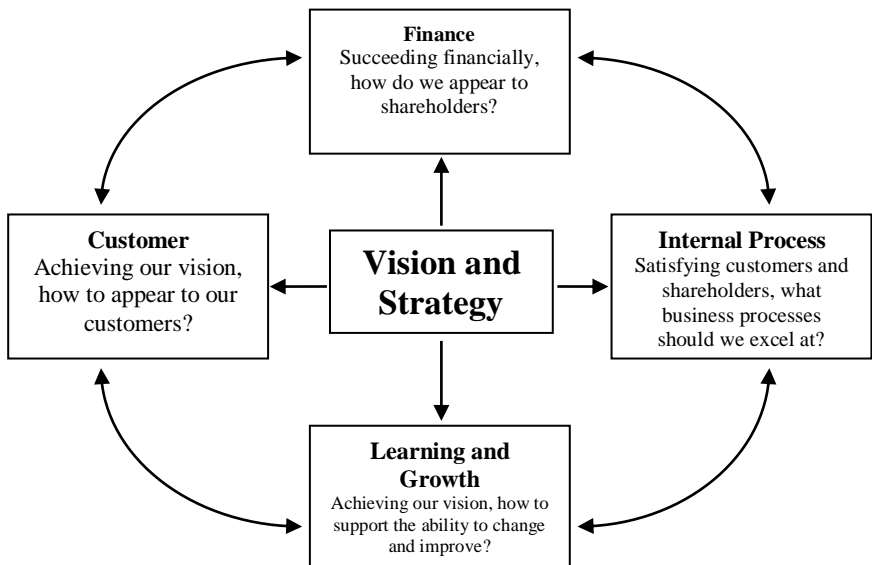 Finance
Succeeding financially,
how do we appear to
shareholders?
Customer
Achieving our vision,
how to appear to our
customers?
Vision and
Strategy
Internal Process
Satisfying customers and
shareholders, what
business processes
should we excel at?
Learning and
Growth
Achieving our vision, how to
support the ability to change
and improve?